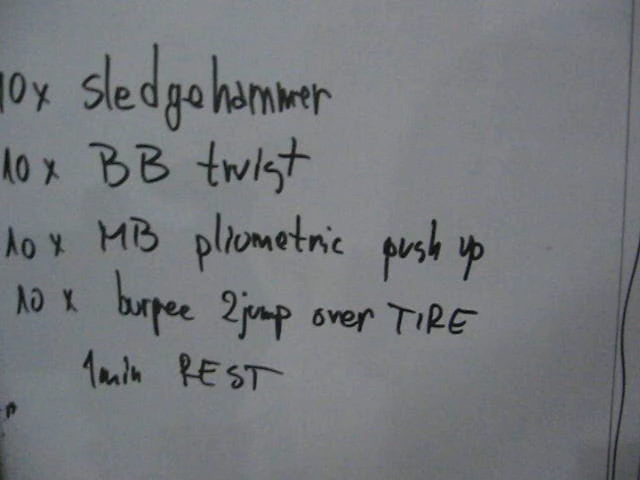 10x sledgehammer
10 x BB twist
10 x MB pliometric push up
10 x burpee 2jump over TIRE
1min REST